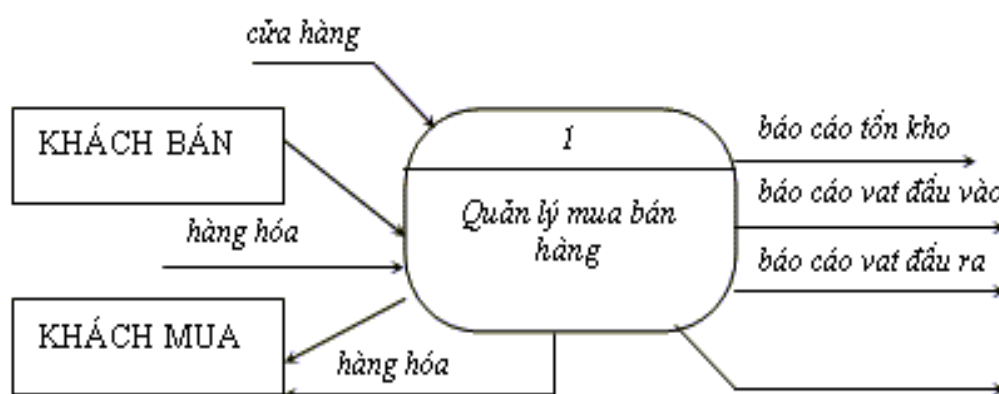 cửa hàng
KHÁCH BÁN
1
báo cáo tồn kho
báo cáo vat đầu vào
hàng hóa
Quản lý mua bán
hàng
báo cáo vat đầu ra
KHÁCH MUA
hàng hóa